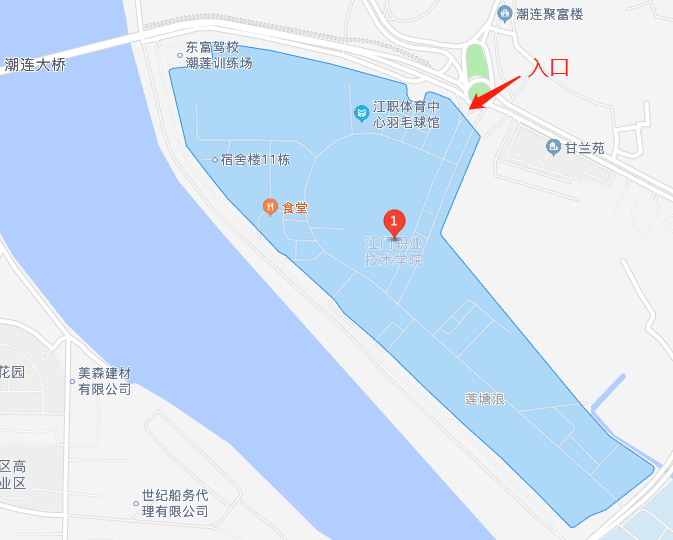 潮连聚富楼
入口
东富驾校
潮莲训练场
潮连大桥
江职体育中
心羽毛球馆
甘兰苑
宿舍楼11栋
食堂
1
江门职业
技术学院
花园
美森建材
有限公司
莲塘浪
区高
业区
世纪船务代
理有限公司